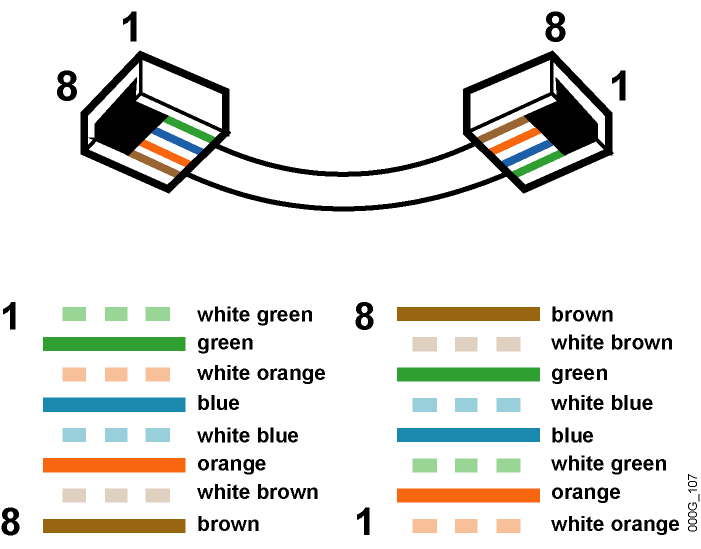 1
8
8
1
1
white green
green
white orange
blue
white blue
orange
white brown
8
brown
8
brown
white brown
green
white blue
blue
white green
orange
1
white orange
000G_107